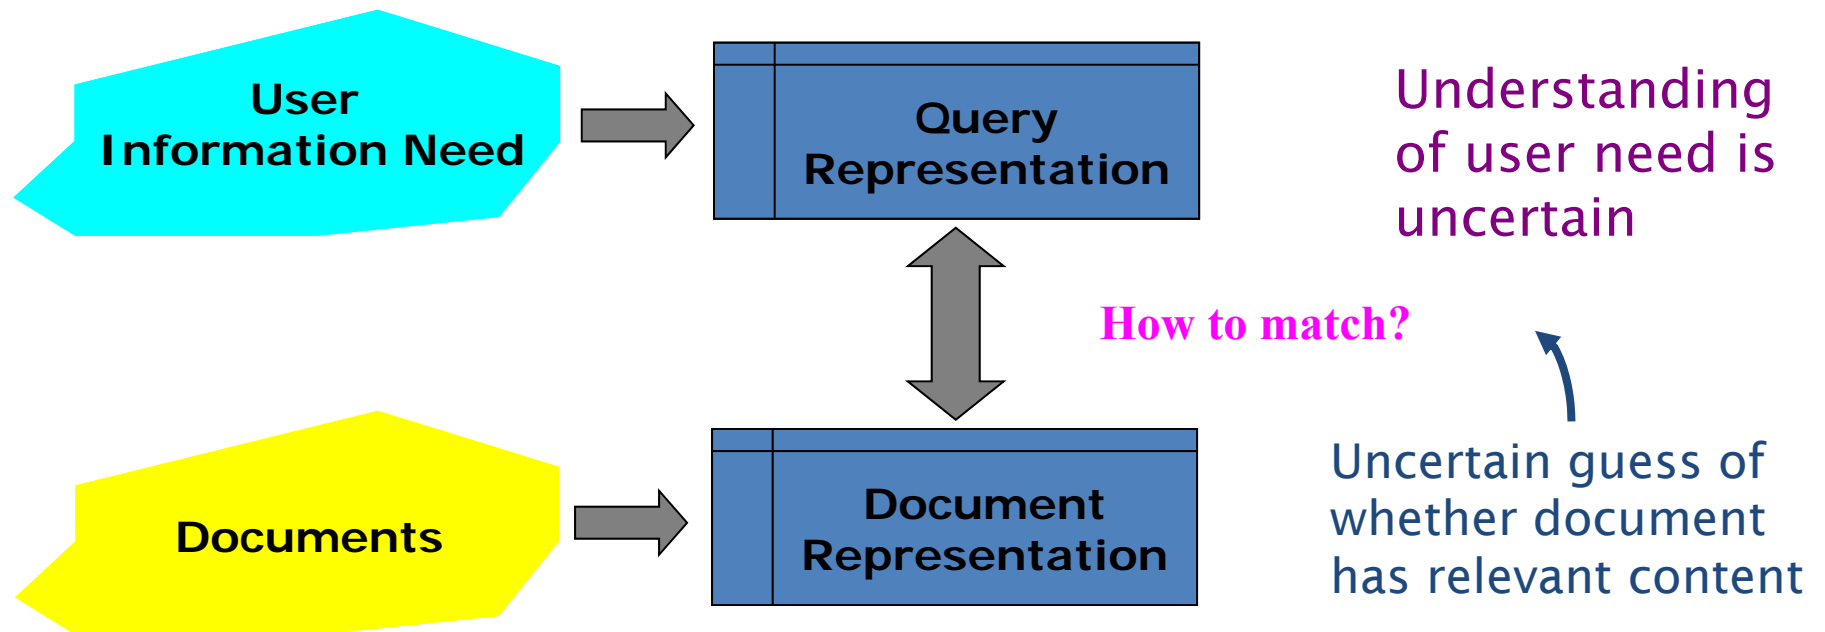 User
Information Need
Query
Representation
Understanding
of user need is
uncertain
How to match?
Documents
Document
Representation
Uncertain guess of
whether document
has relevant content